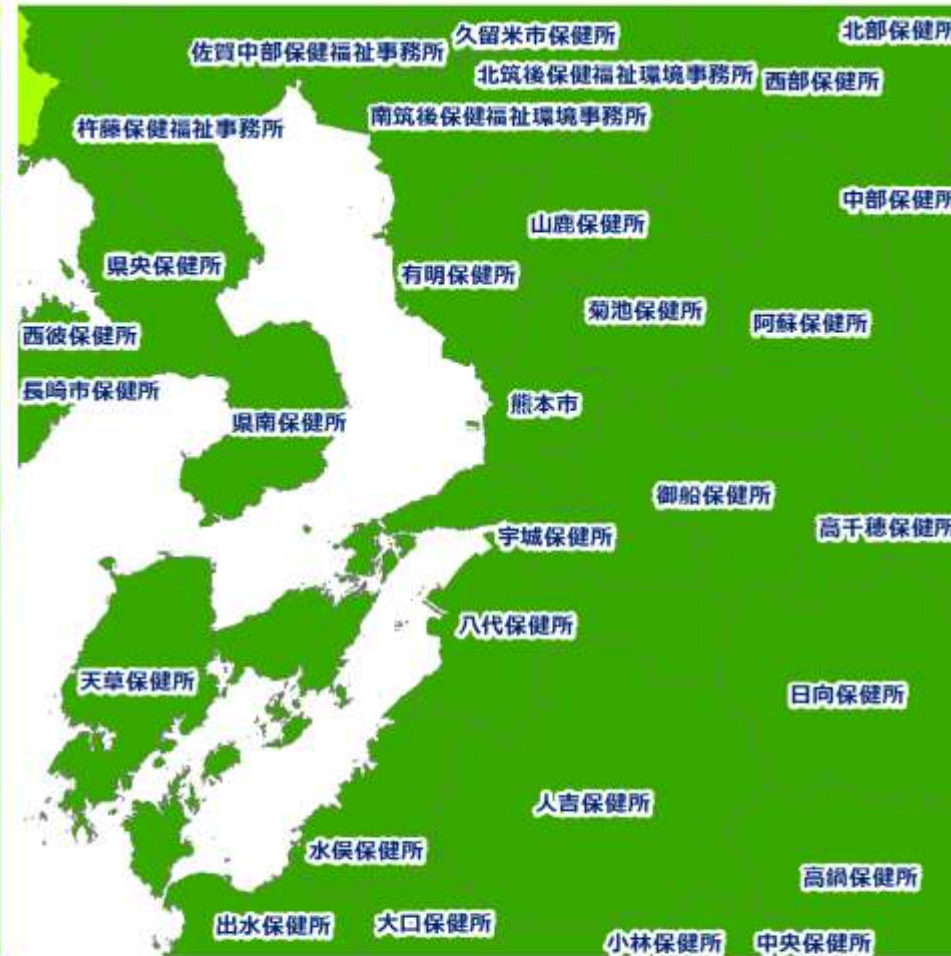 久留米市保健所
北部保健所
佐賀中部保健福祉事務所
北筑後保健福祉環境事務所
西部保健所
杵藤保健福祉事務所
南筑後保健福祉環境事務所
中部保健所
山鹿保健所
県央保健所
有明保健所
菊池保健所
阿蘇保健所
西彼保健所
長崎市保健所
熊本市
県南保健所
御船保健所
高千穂保健所
宇城保健所
八代保健所
天草保健所
日向保健所
人吉保健所
水俣保健所
高鍋保健所
出水保健所
大口保健所
小林保健所
中央保健所